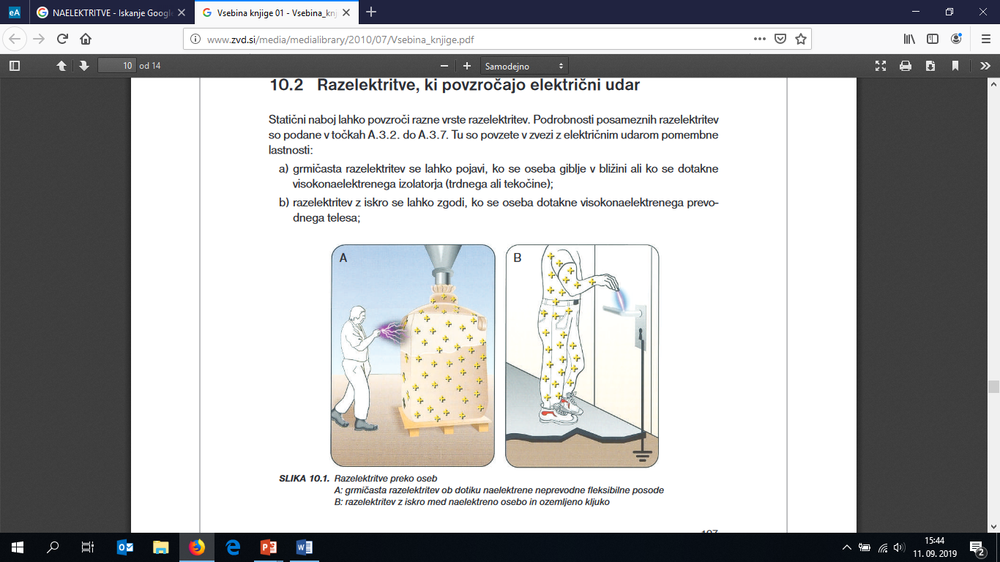 eA
NAELEKTRITVE - Iskanje Google
Vsebina knjige 01 - Vsebina_knj
www.zvd.si/media/medialibrary/2010/07/Vsebina_knjige.pdf
10 od 14
Samodejno
10.2 Razelektritve, ki povzročajo električni udar
Statični naboj lahko povzroči razne vrste razelektritev. Podrobnosti posameznih razelektritev
so podane v točkah A.3.2. do A.3.7. Tu so povzete v zvezi z električnim udarom pomembne
lastnosti:
a) grmičasta razelektritev se lahko pojavi, ko se oseba giblje v bližini ali ko se dotakne
visokonaelektrenega izolatorja (trdnega ali tekočine);
b) razelektritev z iskro se lahko zgodi, ko se oseba dotakne visokonaelektrenega prevo-
dnega telesa;
A
B
SLIKA 10.1. Razelektritve preko oseb
A: grmičasta razelektritev ob dotiku naelektrene neprevodne fleksibilne posode
B: razelektritev z iskro med naelektreno osebo in ozemljeno kljuko
15:44
11. 09. 2019
2